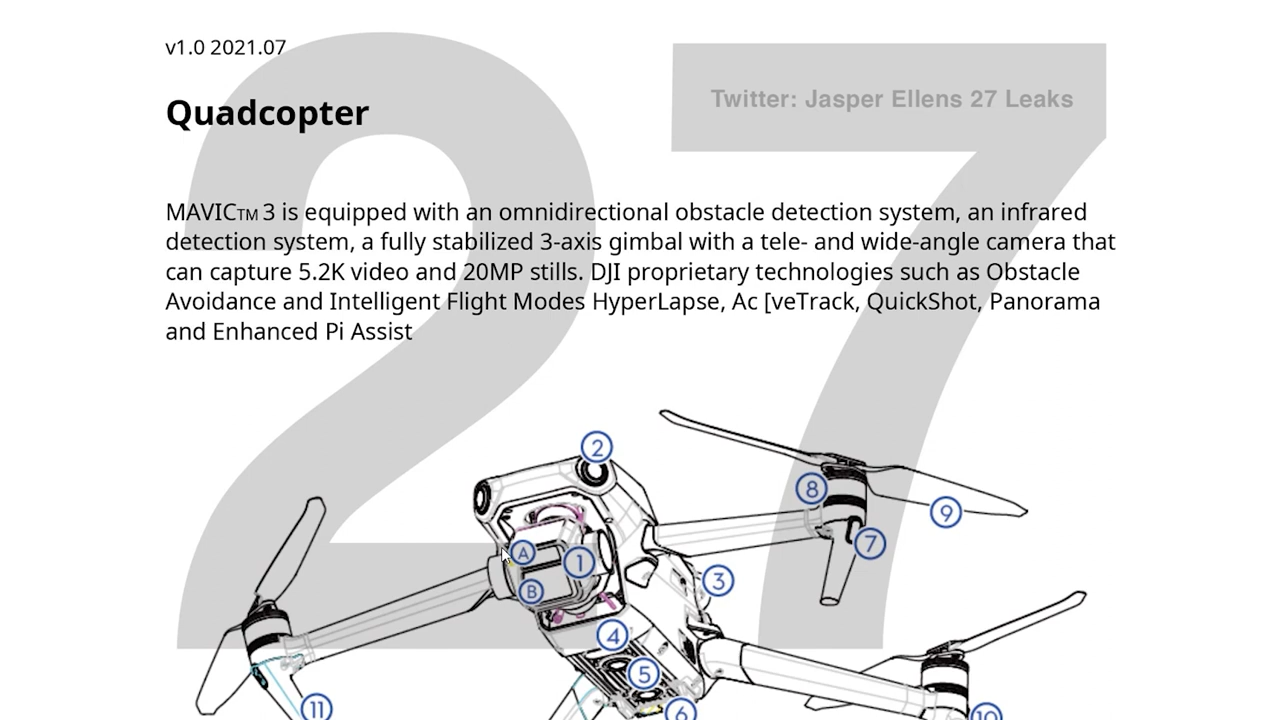 v1.0 2021.07
Twitter: Jasper Ellens 27 Leaks
27
Quadcopter
MAVICTM 3 is equipped with an omnidirectional obstacle detection system, an infrared
detection system, a fully stabilized 3-axis gimbal with a tele- and wide-angle camera that
can capture 5.2K video and 20MP stills. DJI proprietary technologies such as Obstacle
Avoidance and Intelligent Flight Modes HyperLapse, Ac [veTrack, QuickShot, Panorama
and Enhanced Pi Assist
2
8
9
7
A
1
3
B
4
5
6
11
10